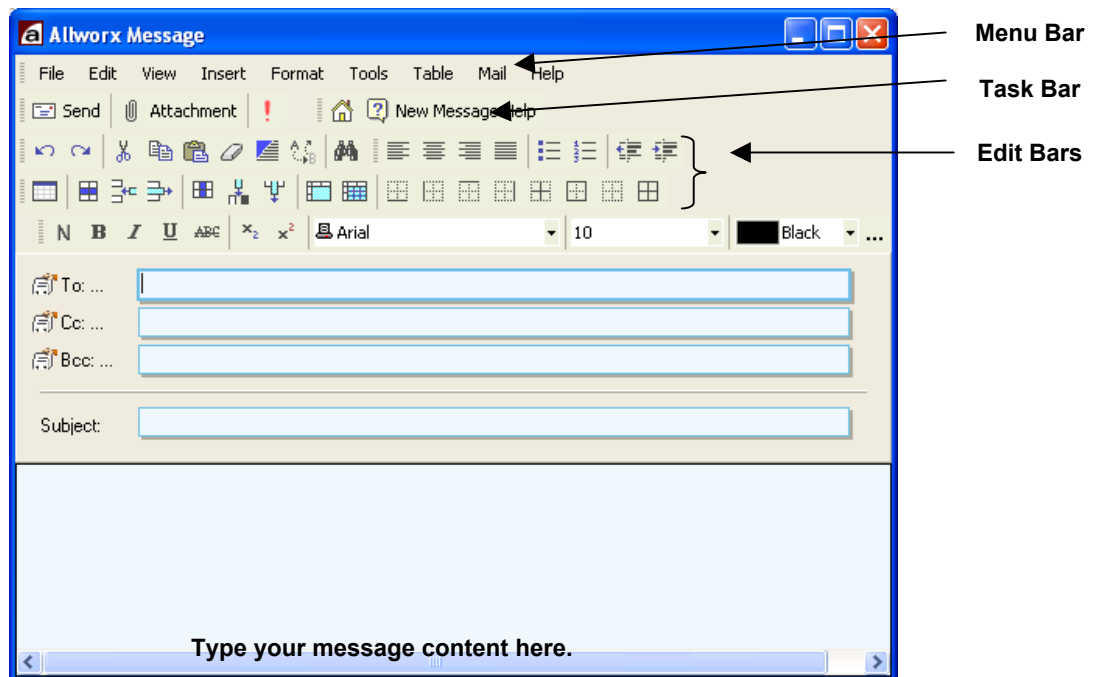 Allworx Message
Menu Bar
File Edit View Insert Format Tools Table Mail Help
Send Attachment ! New Message Help
Task Bar
Edit Bars
N B I U ABC x₂ x² Arial 10 Black ...
To: ...
Cc: ...
Bcc: ...
Subject:
Type your message content here.